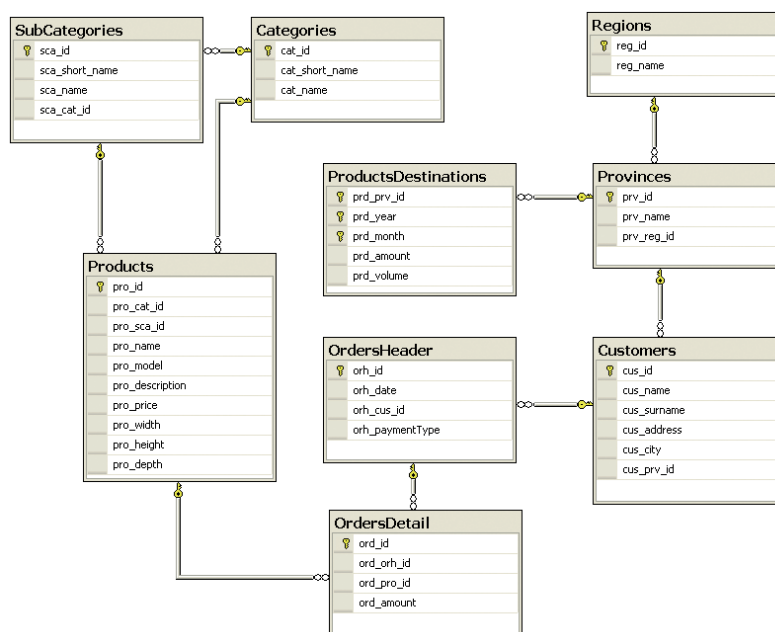 SubCategories
sca_id
sca_short_name
sca_name
sca_cat_id
Categories
cat_id
cat_short_name
cat_name
Regions
reg_id
reg_name
ProductsDestinations
prd_prv_id
prd_year
prd_month
prd_amount
prd_volume
Provinces
prv_id
prv_name
prv_reg_id
Products
pro_id
pro_cat_id
pro_sca_id
pro_name
pro_model
pro_description
pro_price
pro_width
pro_height
pro_depth
OrdersHeader
orh_id
orh_date
orh_cus_id
orh_paymentType
Customers
cus_id
cus_name
cus_surname
cus_address
cus_city
cus_prv_id
OrdersDetail
ord_id
ord_orh_id
ord_pro_id
ord_amount